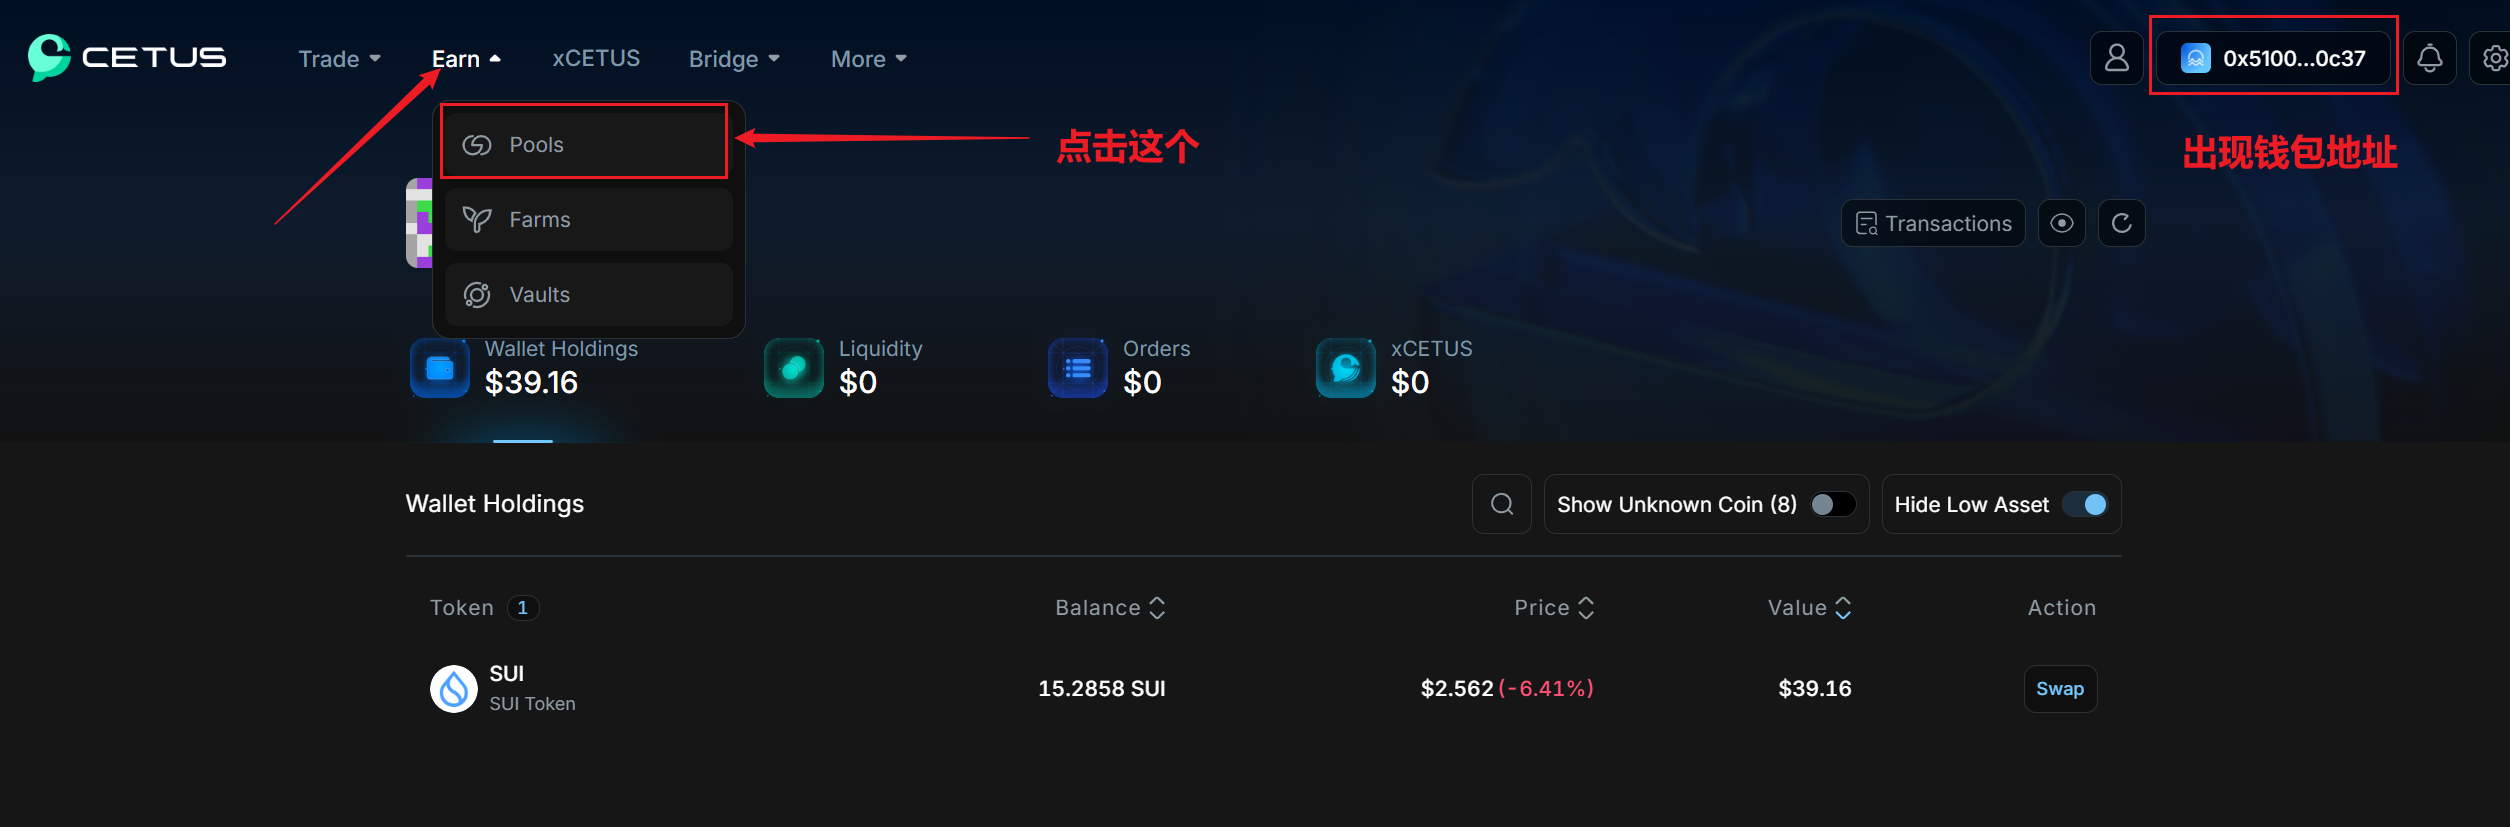 CETUS
Trade
Earn
xCETUS
Bridge
More
0x5100...0c37
Pools
点击这个
出现钱包地址
Farms
Transactions
Vaults
Wallet Holdings
$39.16
Liquidity
$0
Orders
$0
xCETUS
$0
Wallet Holdings
Show Unknown Coin (8)
Hide Low Asset
Token 1
Balance
Price
Value
Action
SUI
SUI Token
15.2858 SUI
$2.562(-6.41%)
$39.16
Swap